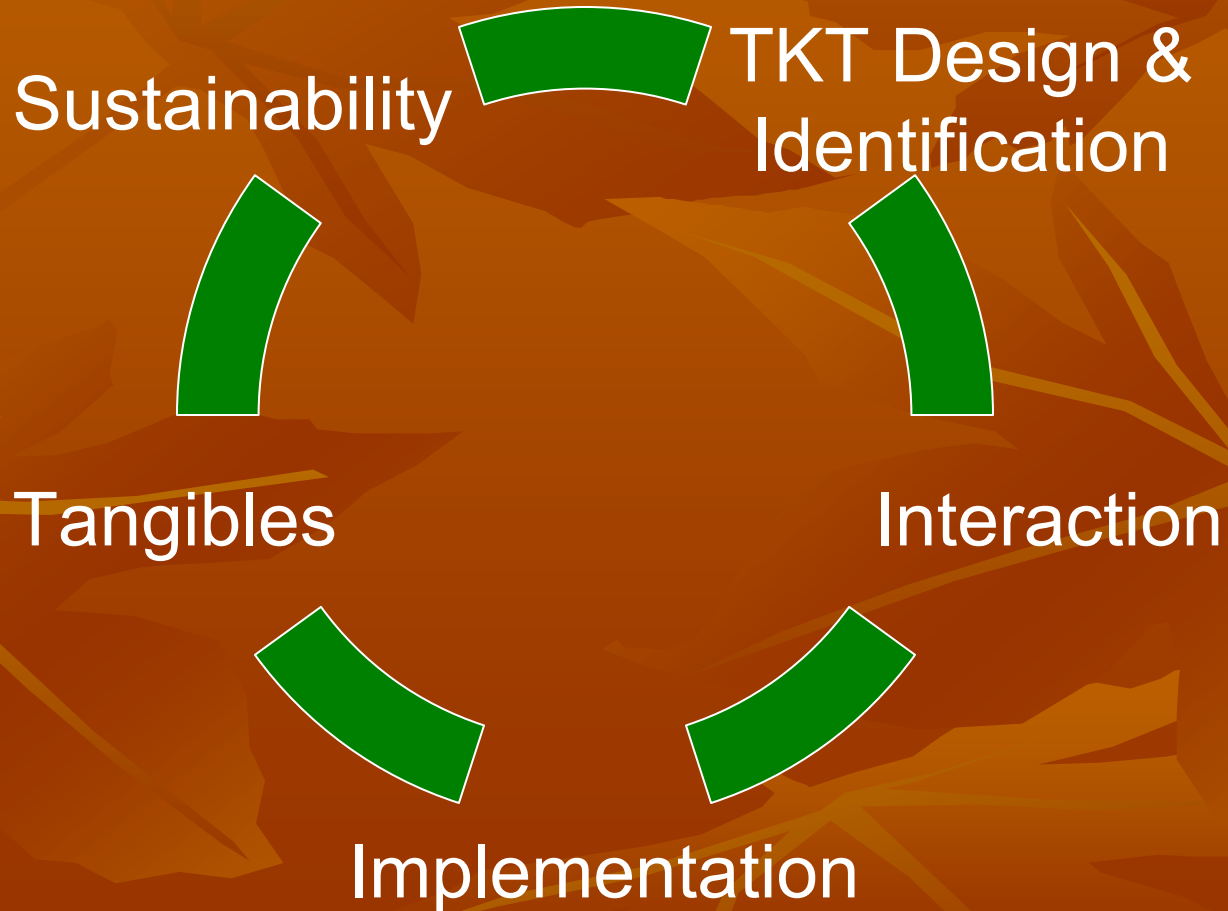 Sustainability
TKT Design &
Identification
Tangibles
Interaction
Implementation